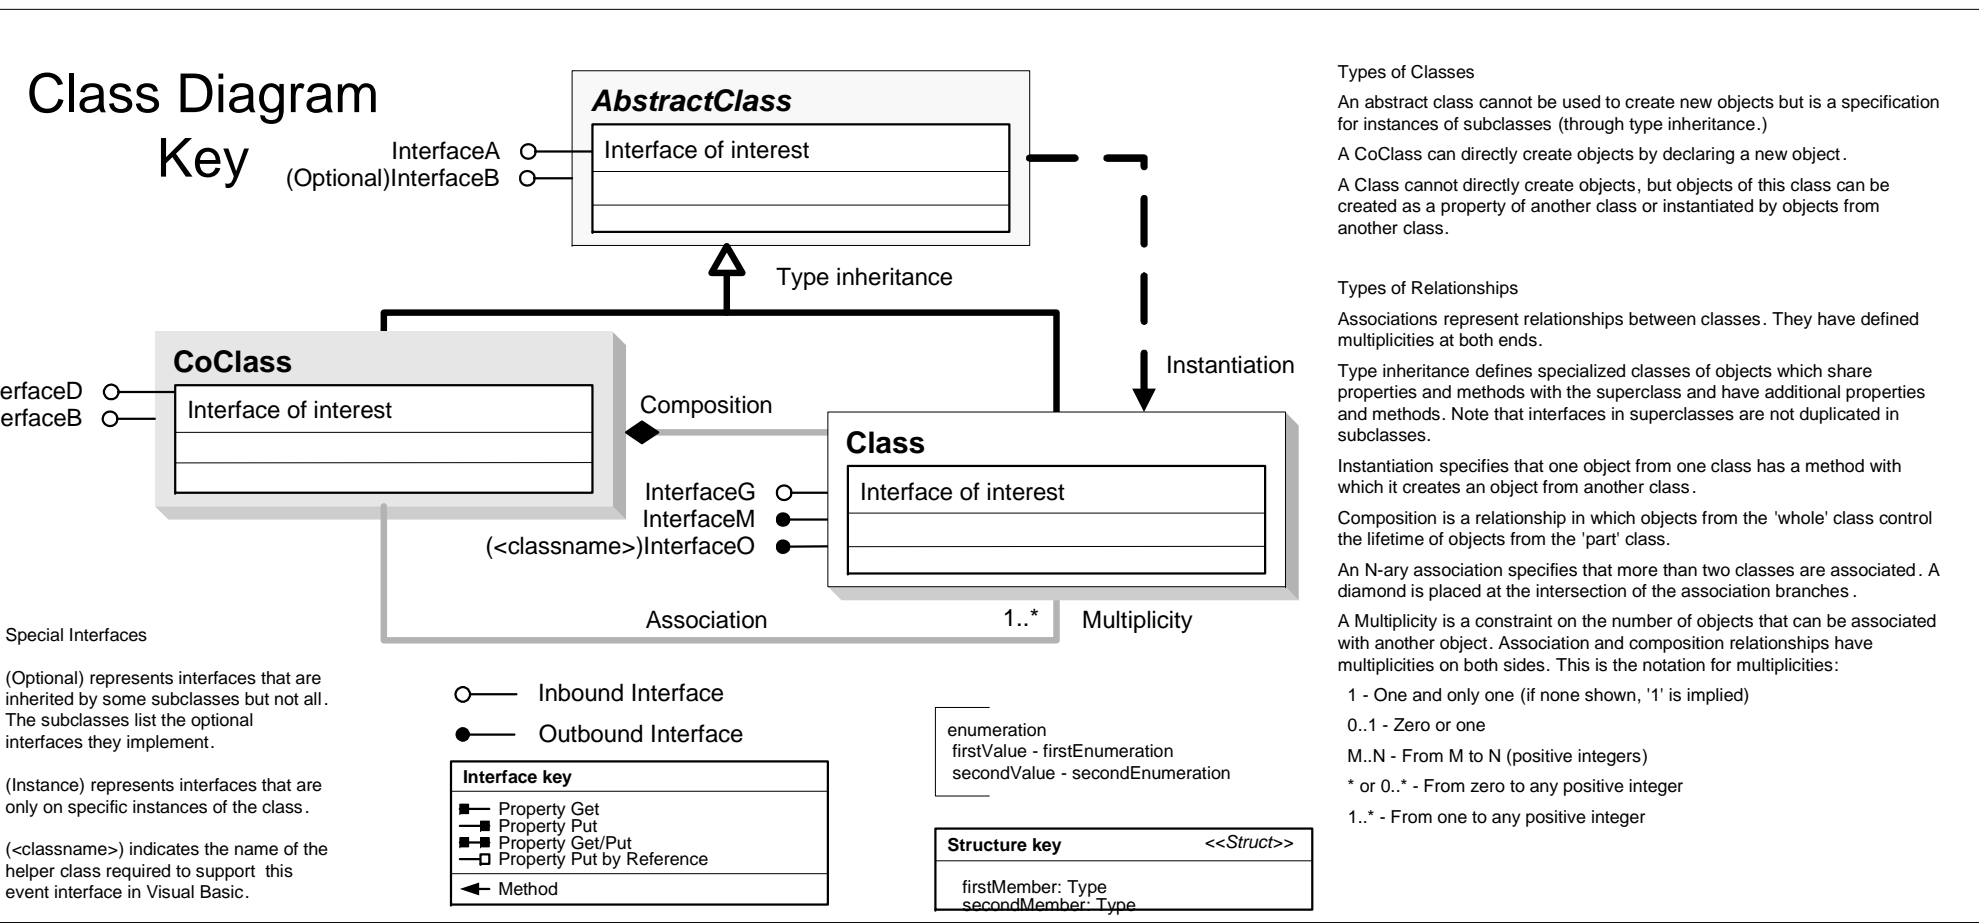 Class Diagram
Key
AbstractClass
Interface of interest
InterfaceA
(Optional)InterfaceB
Type inheritance
CoClass
Interface of interest
erfaceD
erfaceB
Composition
Instantiation
Class
Interface of interest
InterfaceG
InterfaceM
(<classname>)InterfaceO
Association
1..*
Multiplicity
Special Interfaces
(Optional) represents interfaces that are
inherited by some subclasses but not all.
The subclasses list the optional
interfaces they implement.
(Instance) represents interfaces that are
only on specific instances of the class.
(<classname>) indicates the name of the
helper class required to support this
event interface in Visual Basic.
Inbound Interface
Outbound Interface
Interface key
Property Get
Property Put
Property Get/Put
Property Put by Reference
Method
enumeration
firstValue - firstEnumeration
secondValue - secondEnumeration
Structure key
<<Struct>>
firstMember: Type
secondMember: Type
Types of Classes
An abstract class cannot be used to create new objects but is a specification
for instances of subclasses (through type inheritance.)
A CoClass can directly create objects by declaring a new object.
A Class cannot directly create objects, but objects of this class can be
created as a property of another class or instantiated by objects from
another class.
Types of Relationships
Associations represent relationships between classes. They have defined
multiplicities at both ends.
Type inheritance defines specialized classes of objects which share
properties and methods with the superclass and have additional properties
and methods. Note that interfaces in superclasses are not duplicated in
subclasses.
Instantiation specifies that one object from one class has a method with
which it creates an object from another class.
Composition is a relationship in which objects from the 'whole' class control
the lifetime of objects from the 'part' class.
An N-ary association specifies that more than two classes are associated. A
diamond is placed at the intersection of the association branches.
A Multiplicity is a constraint on the number of objects that can be associated
with another object. Association and composition relationships have
multiplicities on both sides. This is the notation for multiplicities:
1 - One and only one (if none shown, '1' is implied)
0..1 - Zero or one
M..N - From M to N (positive integers)
* or 0..* - From zero to any positive integer
1..* - From one to any positive integer